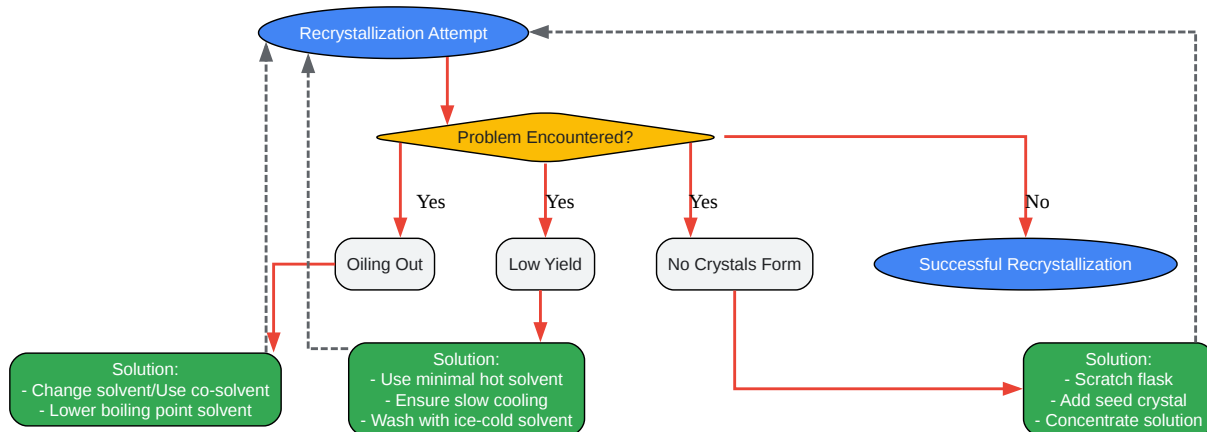 Recrystallization Attempt
Problem Encountered?
Yes
Yes
Yes
No
Oiling Out
Low Yield
No Crystals Form
Successful Recrystallization
Solution:
- Change solvent/Use co-solvent
- Lower boiling point solvent
Solution:
- Use minimal hot solvent
- Ensure slow cooling
- Wash with ice-cold solvent
Solution:
- Scratch flask
- Add seed crystal
- Concentrate solution